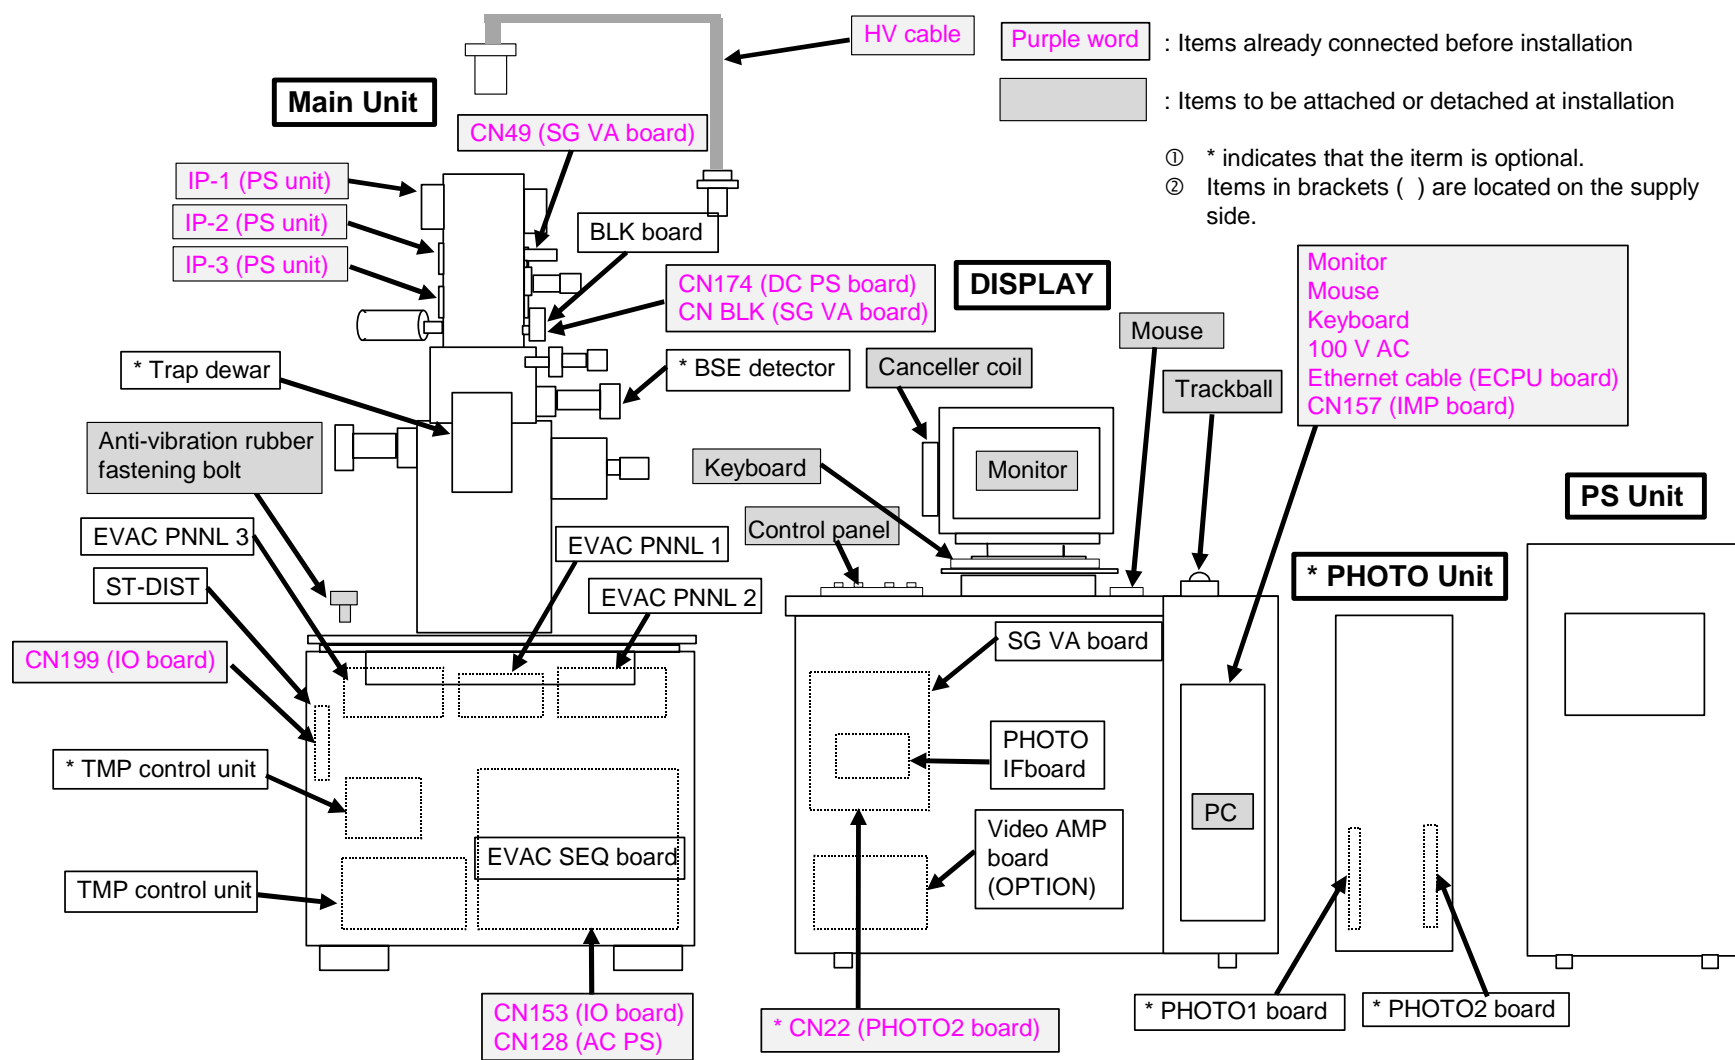 HV cable
Purple word : Items already connected before installation
Main Unit
: Items to be attached or detached at installation
CN49 (SG VA board)
① * indicates that the iterm is optional.
② Items in brackets ( ) are located on the supply
side.
IP-1 (PS unit)
IP-2 (PS unit)
IP-3 (PS unit)
BLK board
CN174 (DC PS board)
CN BLK (SG VA board)
DISPLAY
Monitor
Mouse
Keyboard
100 V AC
Ethernet cable (ECPU board)
CN157 (IMP board)
Mouse
* Trap dewar
* BSE detector
Canceller coil
Trackball
Anti-vibration rubber
fastening bolt
Keyboard
Monitor
PS Unit
Control panel
EVAC PNNL 3
EVAC PNNL 1
* PHOTO Unit
ST-DIST
EVAC PNNL 2
SG VA board
CN199 (IO board)
PHOTO
IFboard
* TMP control unit
PC
Video AMP
board
(OPTION)
EVAC SEQ board
TMP control unit
CN153 (IO board)
CN128 (AC PS)
* CN22 (PHOTO2 board)
* PHOTO1 board
* PHOTO2 board